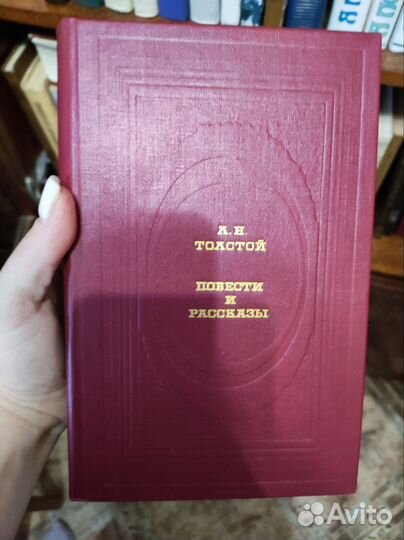 А. Н.
ТОЛСТОЙ
ПОВЕСТИ
И
РАССКАЗЫ
Avito